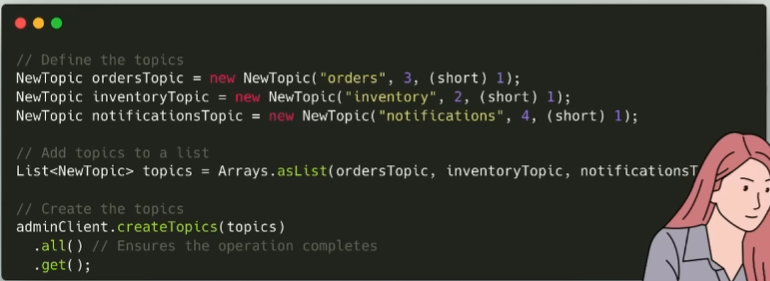 // Define the topics
NewTopic ordersTopic = new NewTopic("orders", 3, (short) 1);
NewTopic inventoryTopic = new NewTopic("inventory", 2, (short) 1);
NewTopic notificationsTopic = new NewTopic("notifications", 4, (short) 1);
// Add topics to a list
List<NewTopic> topics = Arrays.asList(ordersTopic, inventoryTopic, notificationsT
// Create the topics
adminClient.createTopics(topics)
.all() // Ensures the operation completes
.get();